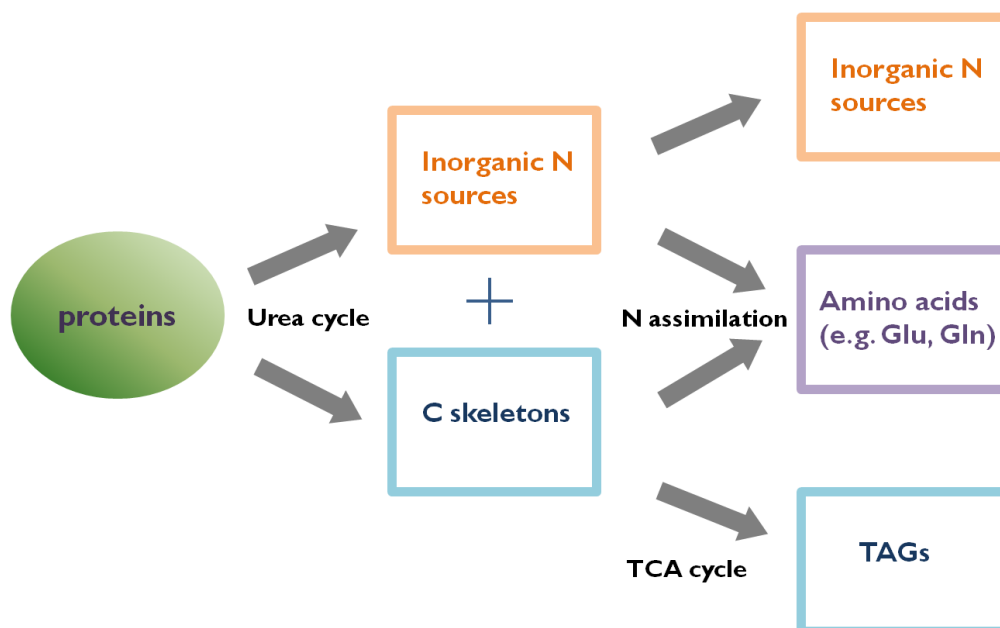 proteins
Urea cycle
Inorganic N
sources
C skeletons
N assimilation
TCA cycle
Inorganic N
sources
Amino acids
(e.g. Glu, Gln)
TAGs